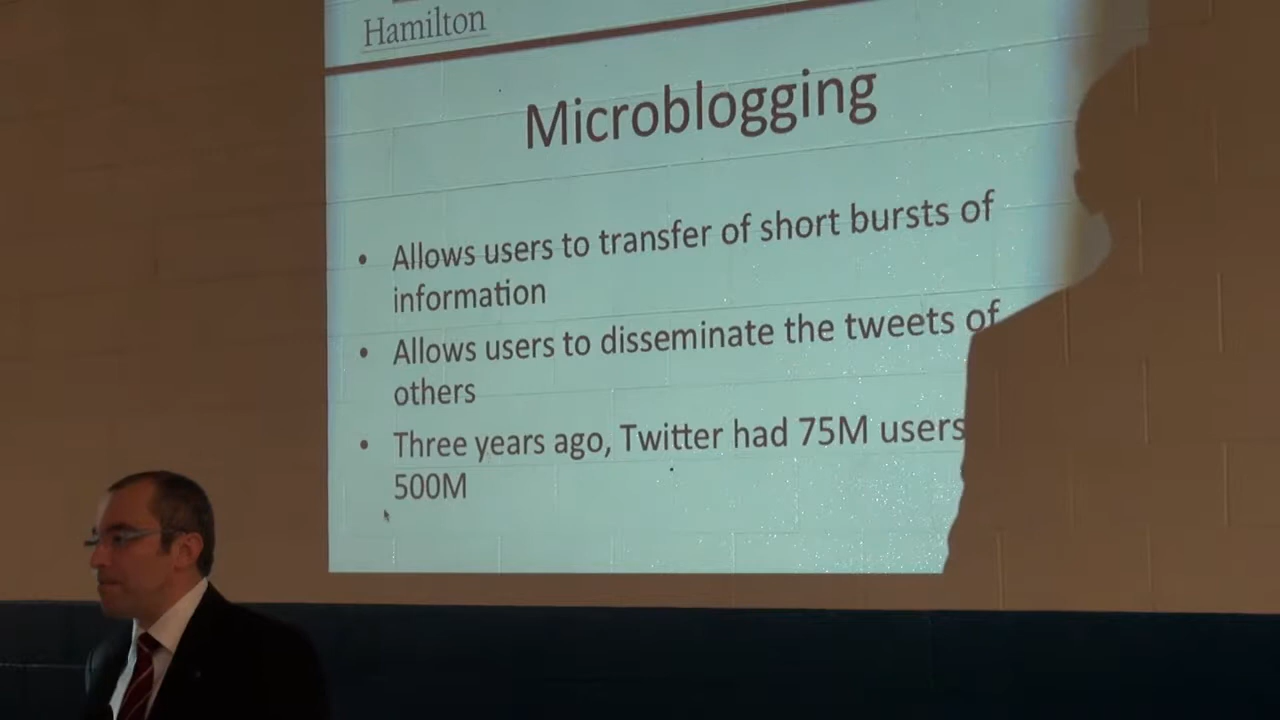 Hamilton
Microblogging
• Allows users to transfer of short bursts of
information
• Allows users to disseminate the tweets of
others
• Three years ago, Twitter had 75M users
500M